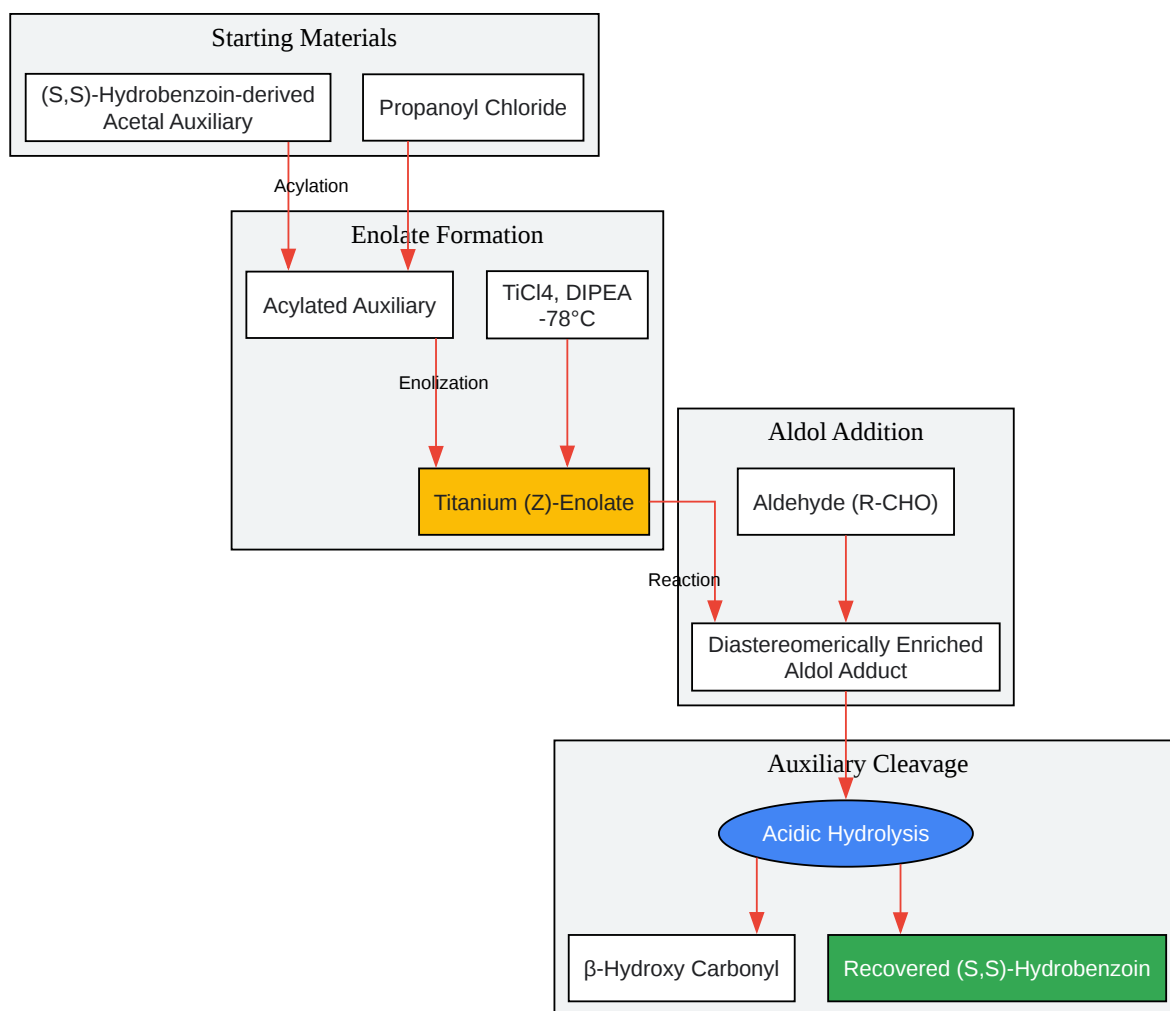 Starting Materials
(S,S)-Hydrobenzoin-derived
Acetal Auxiliary
Propanoyl Chloride
Acylation
Enolate Formation
Acylated Auxiliary
TiCl4, DIPEA
-78°C
Enolization
Titanium (Z)-Enolate
Aldol Addition
Aldehyde (R-CHO)
Reaction
Diastereomerically Enriched
Aldol Adduct
Auxiliary Cleavage
Acidic Hydrolysis
β-Hydroxy Carbonyl
Recovered (S,S)-Hydrobenzoin